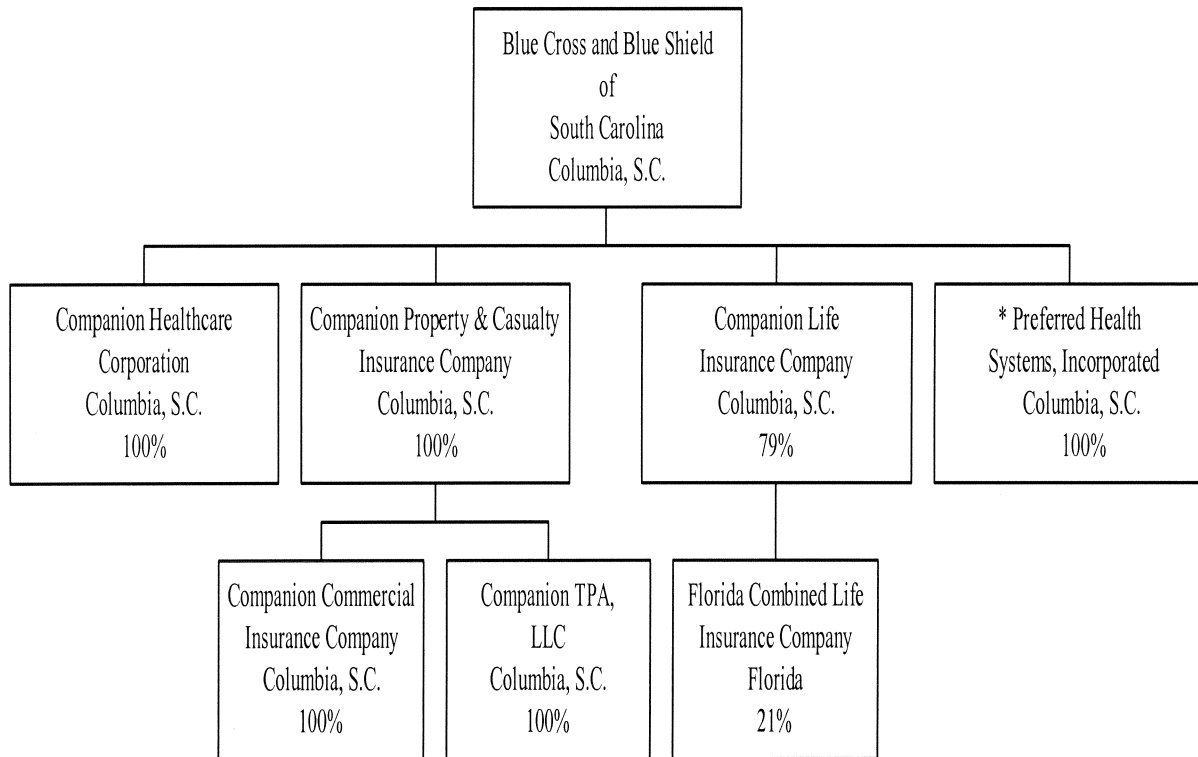 Blue Cross and Blue Shield
of
South Carolina
Columbia, S.C.
Companion Healthcare
Corporation
Columbia, S.C.
100%
Companion Property & Casualty
Insurance Company
Columbia, S.C.
100%
Companion Life
Insurance Company
Columbia, S.C.
79%
* Preferred Health
Systems, Incorporated
Columbia, S.C.
100%
Companion Commercial
Insurance Company
Columbia, S.C.
100%
Companion TPA,
LLC
Columbia, S.C.
100%
Florida Combined Life
Insurance Company
Florida
21%